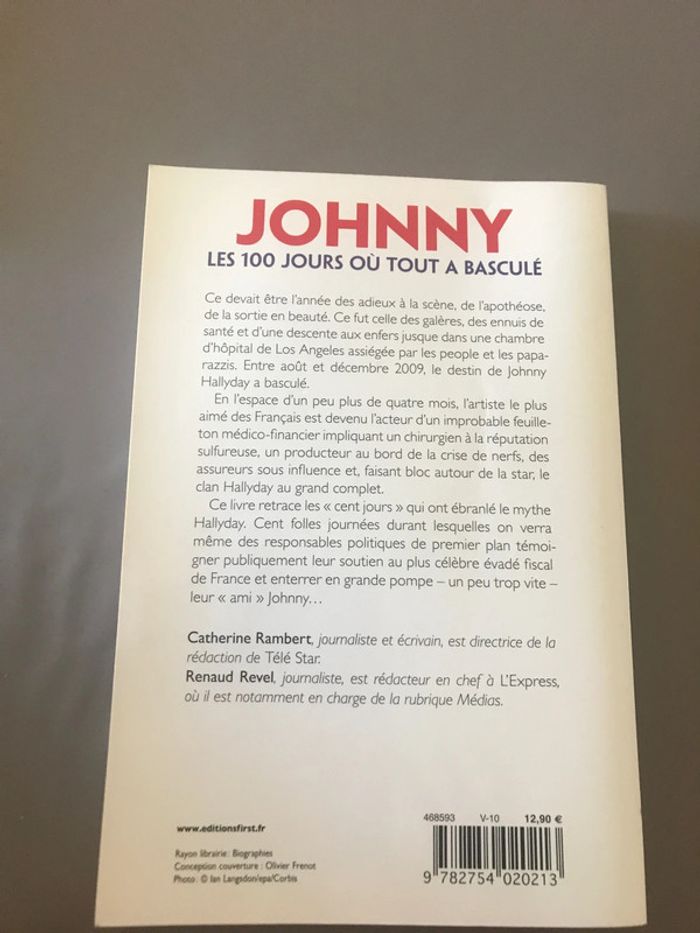 JOHNNY
LES 100 JOURS OÙ TOUT A BASCULÉ
Ce devait être l'année des adieux à la scène, de l'apothéose,
de la sortie en beauté. Ce fut celle des galères, des ennuis de
santé et d'une descente aux enfers jusque dans une chambre
d'hôpital de Los Angeles assiégée par les people et les papa-
razzis. Entre août et décembre 2009, le destin de Johnny
Hallyday a basculé.
En l'espace d'un peu plus de quatre mois, l'artiste le plus
aimé des Français est devenu l'acteur d'un improbable feuille-
ton médico-financier impliquant un chirurgien à la réputation
sulfureuse, un producteur au bord de la crise de nerfs, des
assureurs sous influence et, faisant bloc autour de la star, le
clan Hallyday au grand complet.
Ce livre retrace les « cent jours » qui ont ébranlé le mythe
Hallyday. Cent folles journées durant lesquelles on verra
même des responsables politiques de premier plan témoi-
gner publiquement leur soutien au plus célèbre évadé fiscal
de France et enterrer en grande pompe – un peu trop vite –
leur « ami » Johnny...
Catherine Rambert, journaliste et écrivain, est directrice de la
rédaction de Télé Star.
Renaud Revel, journaliste, est rédacteur en chef à L'Express,
où il est notamment en charge de la rubrique Médias.
468593 V-10 12,90 €
www.editionsfirst.fr
Rayon librairie : Biographies
Conception couverture : Olivier Frenot
Photo : © Ian Langsdon/epa/Corbis
9 782754 020213